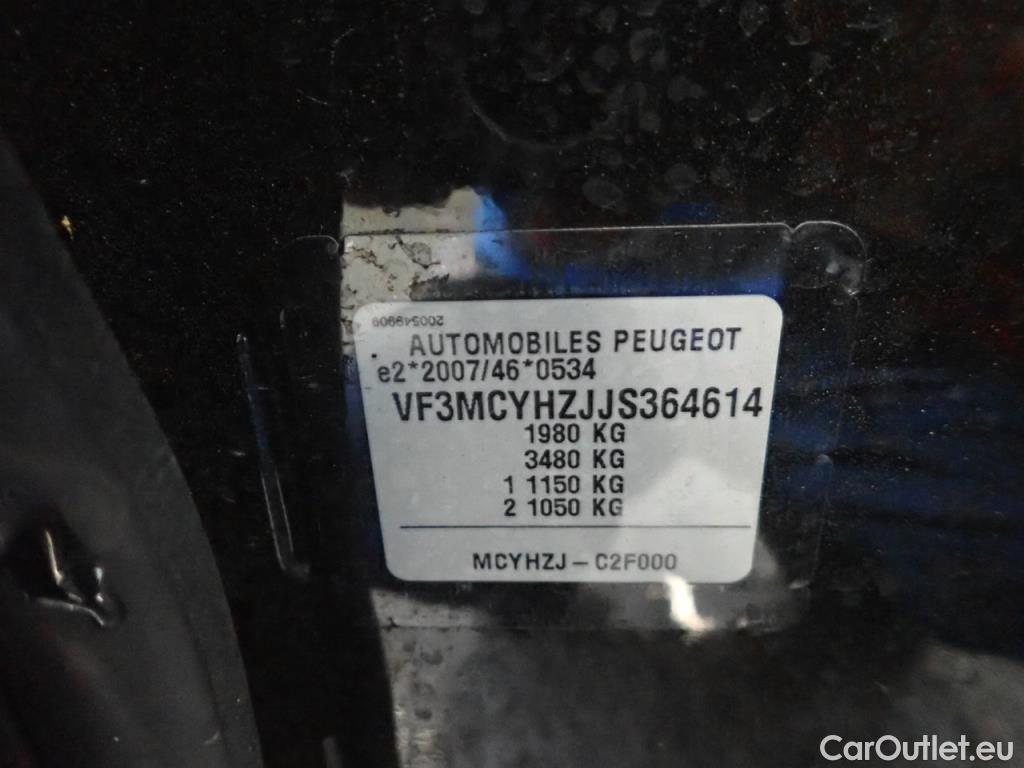 200549909
AUTOMOBILES PEUGEOT
e2*2007/46*0534
VF3MCYHZJJS364614
1980 KG
3480 KG
1 1150 KG
2 1050 KG
MCYHZJ - C2F000
CarOutlet.eu